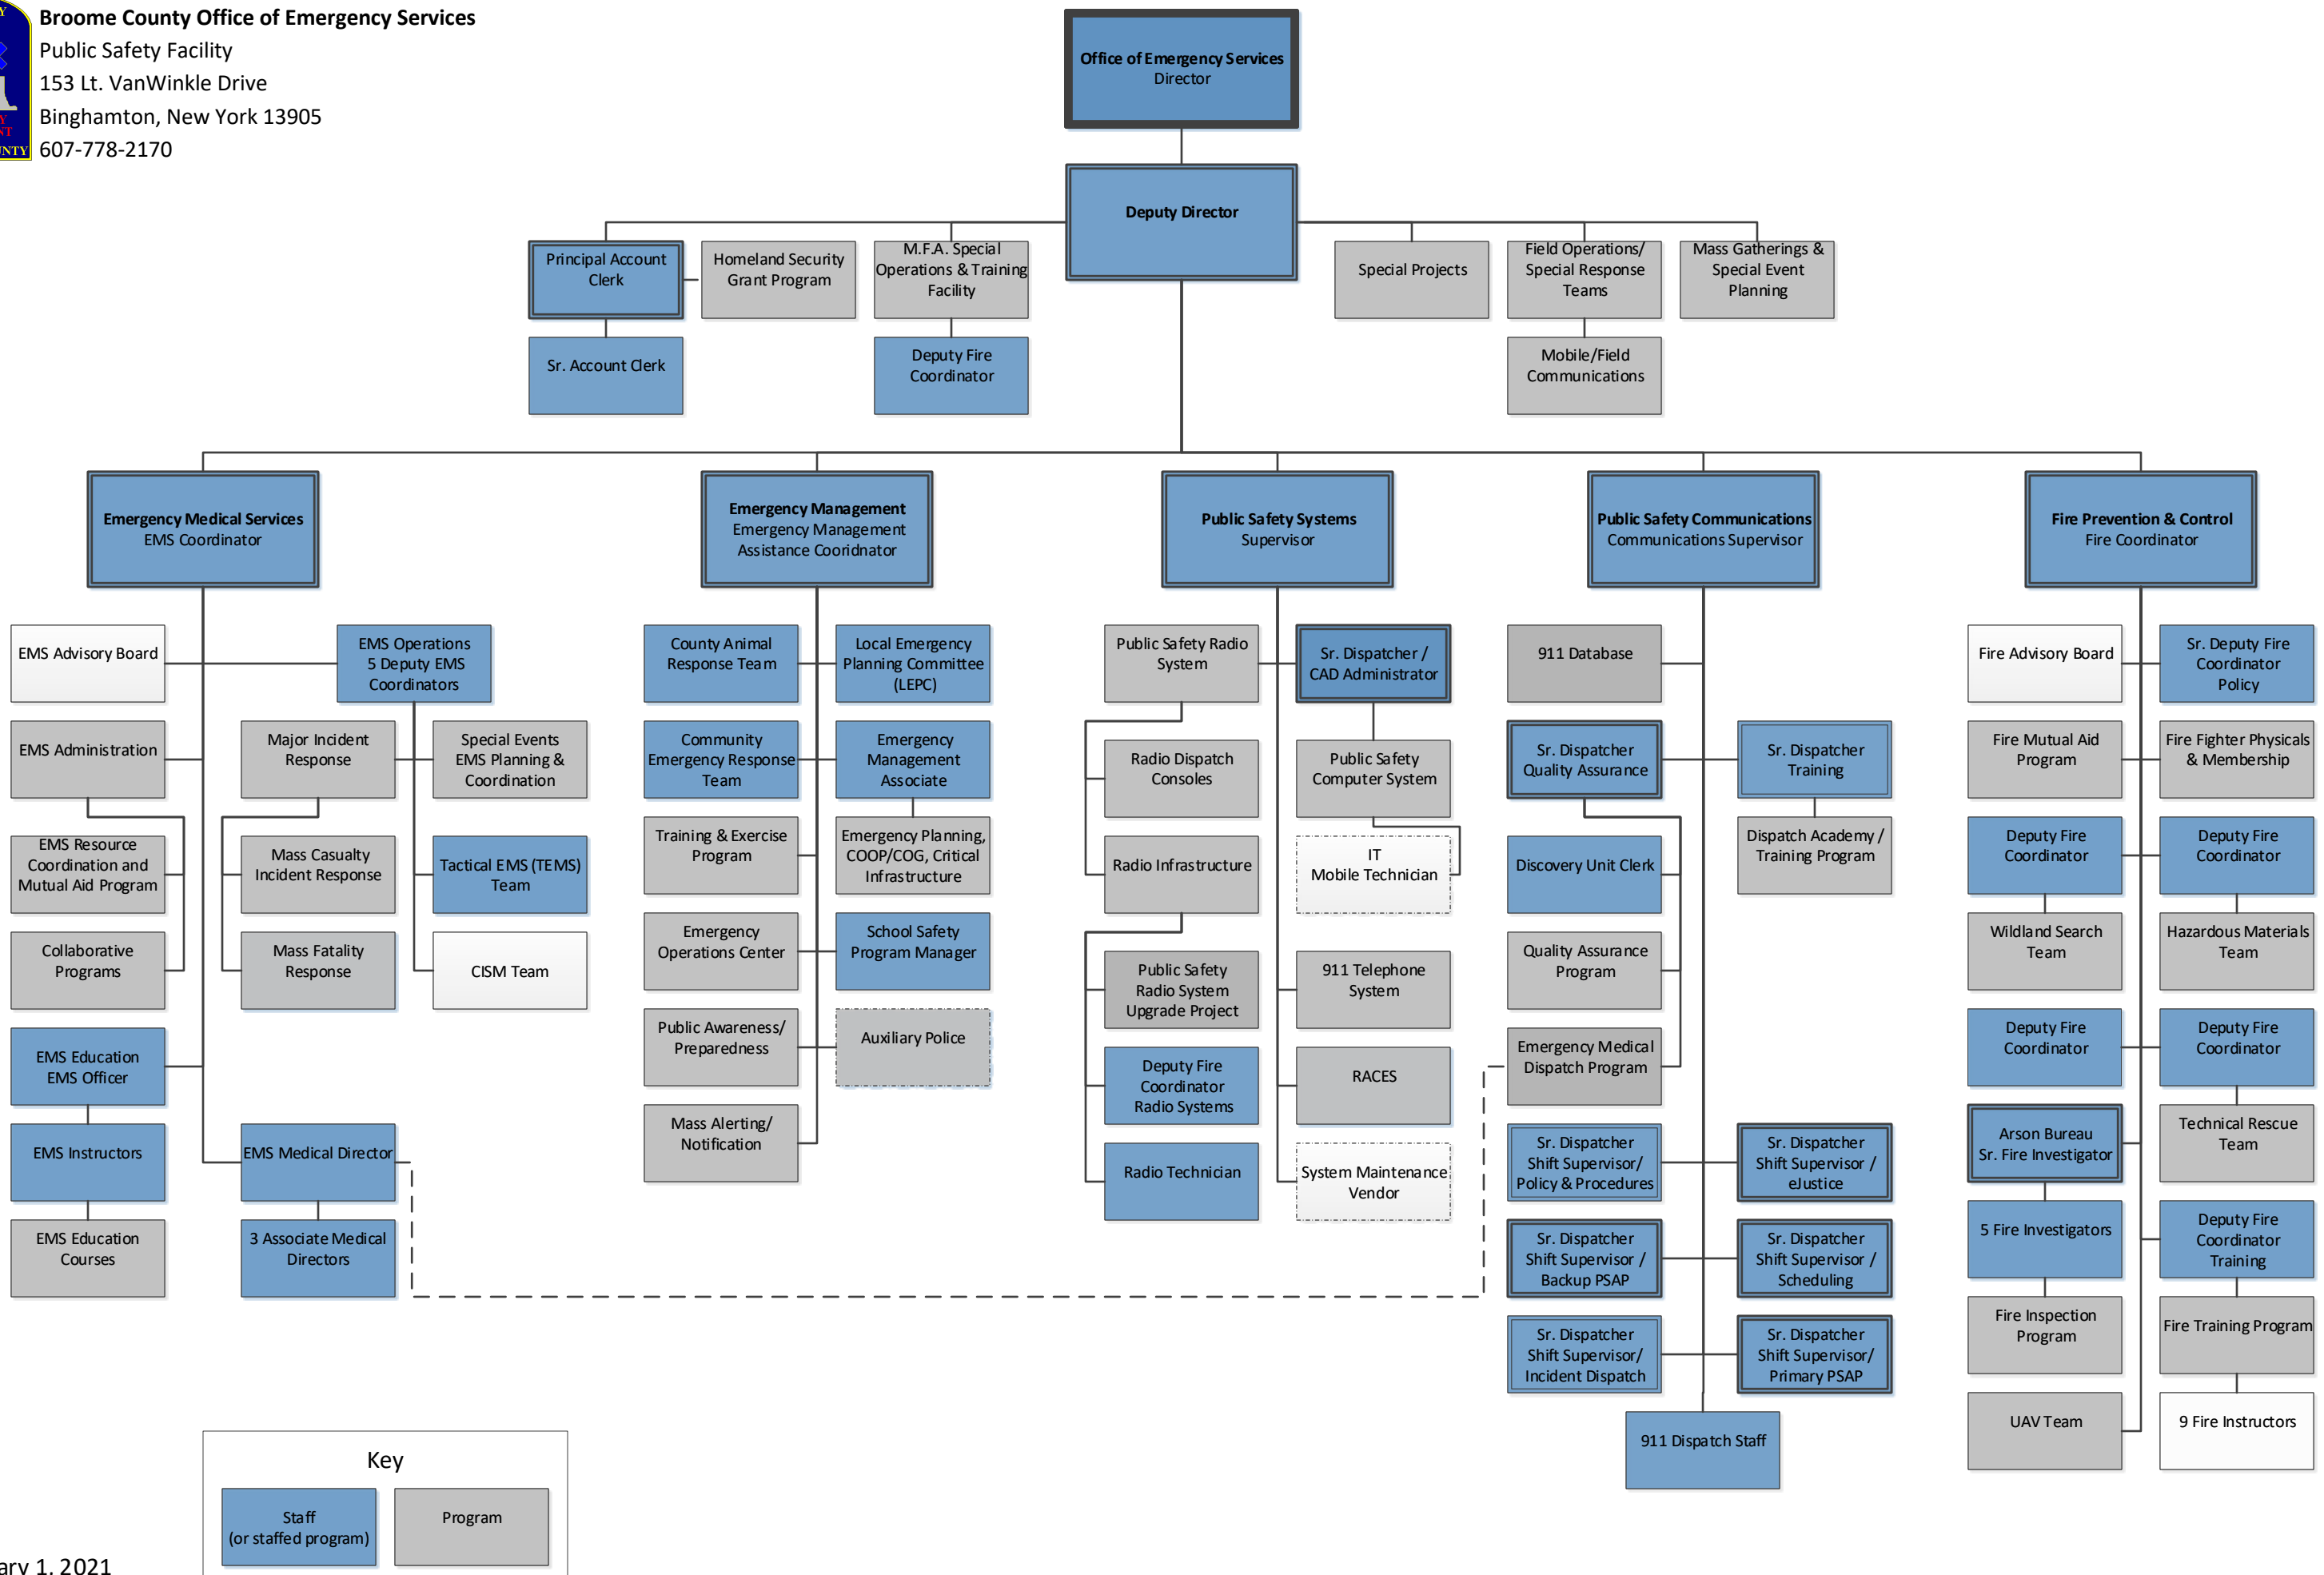 Broome County Office of Emergency Services
Public Safety Facility
153 Lt. VanWinkle Drive
Binghamton, New York 13905
607-778-2170
Office of Emergency Services
Director
Deputy Director
Principal Account
Clerk
Homeland Security
Grant Program
M.F.A. Special
Operations & Training
Facility
Special Projects
Field Operations/
Special Response
Teams
Mass Gatherings &
Special Event
Planning
Sr. Account Clerk
Deputy Fire
Coordinator
Mobile/Field
Communications
Emergency Medical Services
EMS Coordinator
Emergency Management
Emergency Management
Assistance Cooridnator
Public Safety Systems
Supervisor
Public Safety Communications
Communications Supervisor
Fire Prevention & Control
Fire Coordinator
EMS Advisory Board
EMS Operations
5 Deputy EMS
Coordinators
EMS Administration
Major Incident
Response
Special Events
EMS Planning &
Coordination
EMS Resource
Coordination and
Mutual Aid Program
Mass Casualty
Incident Response
Tactical EMS (TEMS)
Team
Collaborative
Programs
Mass Fatality
Response
CISM Team
EMS Education
EMS Officer
EMS Instructors
EMS Medical Director
EMS Education
Courses
3 Associate Medical
Directors
County Animal
Response Team
Local Emergency
Planning Committee
(LEPC)
Community
Emergency Response
Team
Emergency
Management
Associate
Training & Exercise
Program
Emergency Planning,
COOP/COG, Critical
Infrastructure
Emergency
Operations Center
School Safety
Program Manager
Public Awareness/
Preparedness
Auxiliary Police
Mass Alerting/
Notification
Public Safety Radio
System
Sr. Dispatcher /
CAD Administrator
Radio Dispatch
Consoles
Public Safety
Computer System
Radio Infrastructure
IT
Mobile Technician
Public Safety
Radio System
Upgrade Project
911 Telephone
System
Deputy Fire
Coordinator
Radio Systems
RACES
Radio Technician
System Maintenance
Vendor
911 Database
Sr. Dispatcher
Quality Assurance
Sr. Dispatcher
Training
Discovery Unit Clerk
Dispatch Academy /
Training Program
Quality Assurance
Program
Emergency Medical
Dispatch Program
Sr. Dispatcher
Shift Supervisor/
Policy & Procedures
Sr. Dispatcher
Shift Supervisor /
eJustice
Sr. Dispatcher
Shift Supervisor /
Backup PSAP
Sr. Dispatcher
Shift Supervisor /
Scheduling
Sr. Dispatcher
Shift Supervisor/
Incident Dispatch
Sr. Dispatcher
Shift Supervisor/
Primary PSAP
911 Dispatch Staff
Fire Advisory Board
Sr. Deputy Fire
Coordinator
Policy
Fire Mutual Aid
Program
Fire Fighter Physicals
& Membership
Deputy Fire
Coordinator
Deputy Fire
Coordinator
Wildland Search
Team
Hazardous Materials
Team
Deputy Fire
Coordinator
Deputy Fire
Coordinator
Arson Bureau
Sr. Fire Investigator
Technical Rescue
Team
5 Fire Investigators
Deputy Fire
Coordinator
Training
Fire Inspection
Program
Fire Training Program
UAV Team
9 Fire Instructors
Key
Staff
(or staffed program)
Program
1, 2021